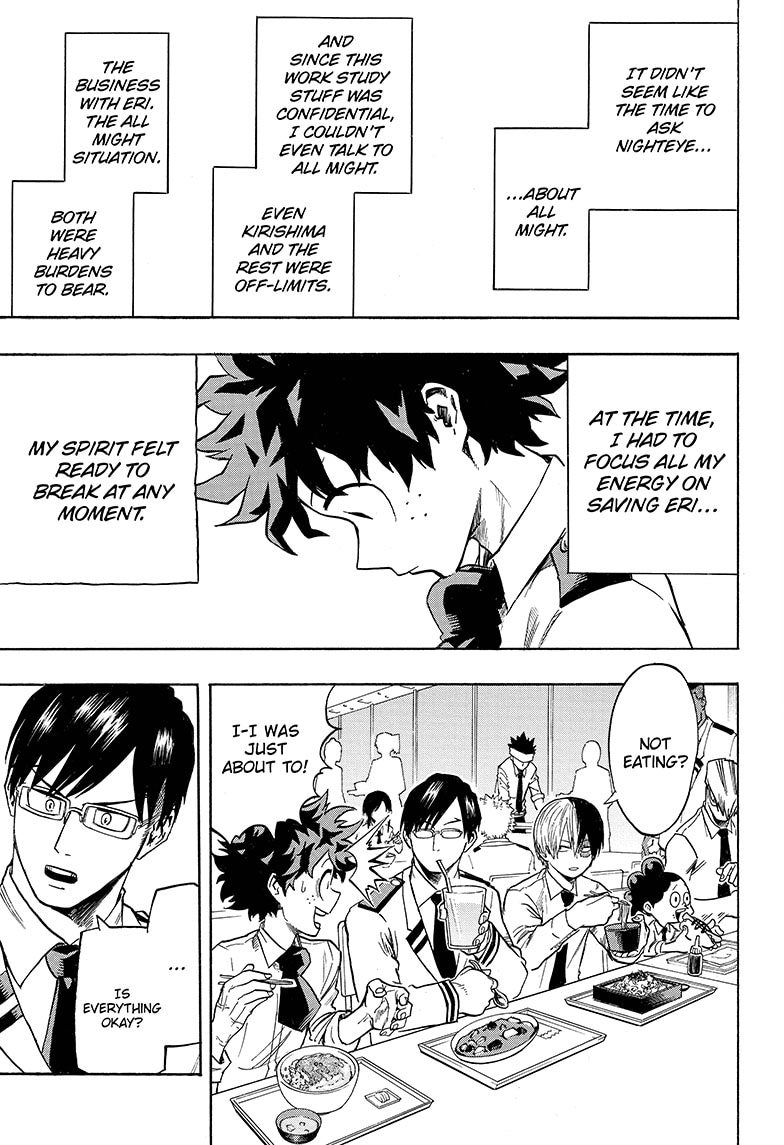 IT DIDN'T
SEEM LIKE
THE TIME TO
ASK
NIGHTEYE...
...ABOUT
ALL
MIGHT.
AND
SINCE THIS
WORK STUDY
STUFF WAS
CONFIDENTIAL,
I COULDN'T
EVEN TALK TO
ALL MIGHT.
EVEN
KIRISHIMA
AND THE
REST WERE
OFF-LIMITS.
THE
BUSINESS
WITH ERI.
THE ALL
MIGHT
SITUATION.
BOTH
WERE
HEAVY
BURDENS
TO BEAR.
AT THE TIME,
I HAD TO
FOCUS ALL MY
ENERGY ON
SAVING ERI...
MY SPIRIT FELT
READY TO
BREAK AT ANY
MOMENT.
NOT
EATING?
I-I WAS
JUST
ABOUT TO!
...
IS
EVERYTHING
OKAY?